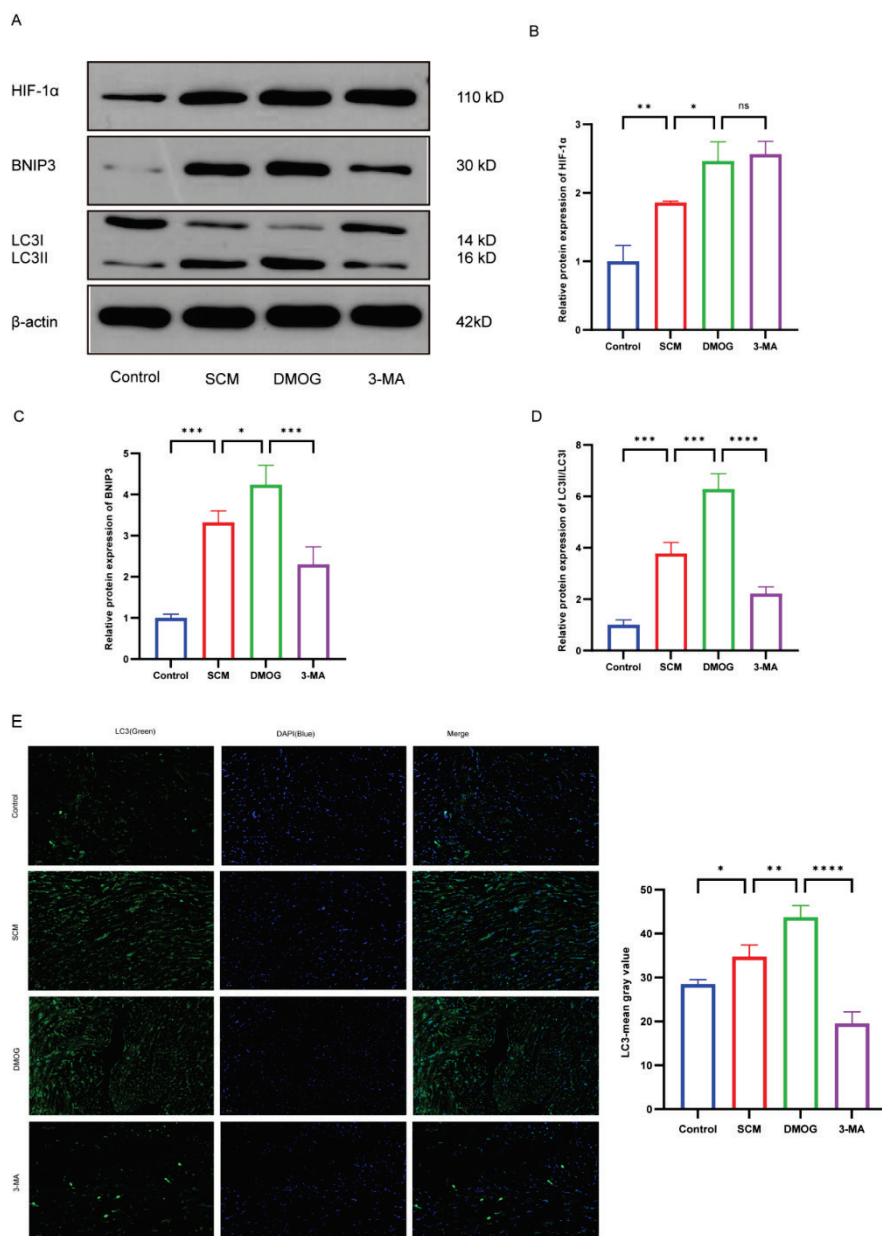 A
HIF-1α 110 kD
BNIP3 30 kD
LC3I 14 kD
LC3II 16 kD
β-actin 42kD
Control SCM DMOG 3-MA
B
** * ns
Relative protein expression of HIF-1α
3
2
1
0
Control SCM DMOG 3-MA
C
*** * ***
Relative protein expression of BNIP3
5
4
3
2
1
0
Control SCM DMOG 3-MA
D
*** *** ****
Relative protein expression of LC3II/LC3I
8
6
4
2
0
Control SCM DMOG 3-MA
E
LC3(Green) DAPI(Blue) Merge
Control
SCM
DMOG
3-MA
* ** ****
LC3-mean gray value
50
40
30
20
10
0
Control SCM DMOG 3-MA